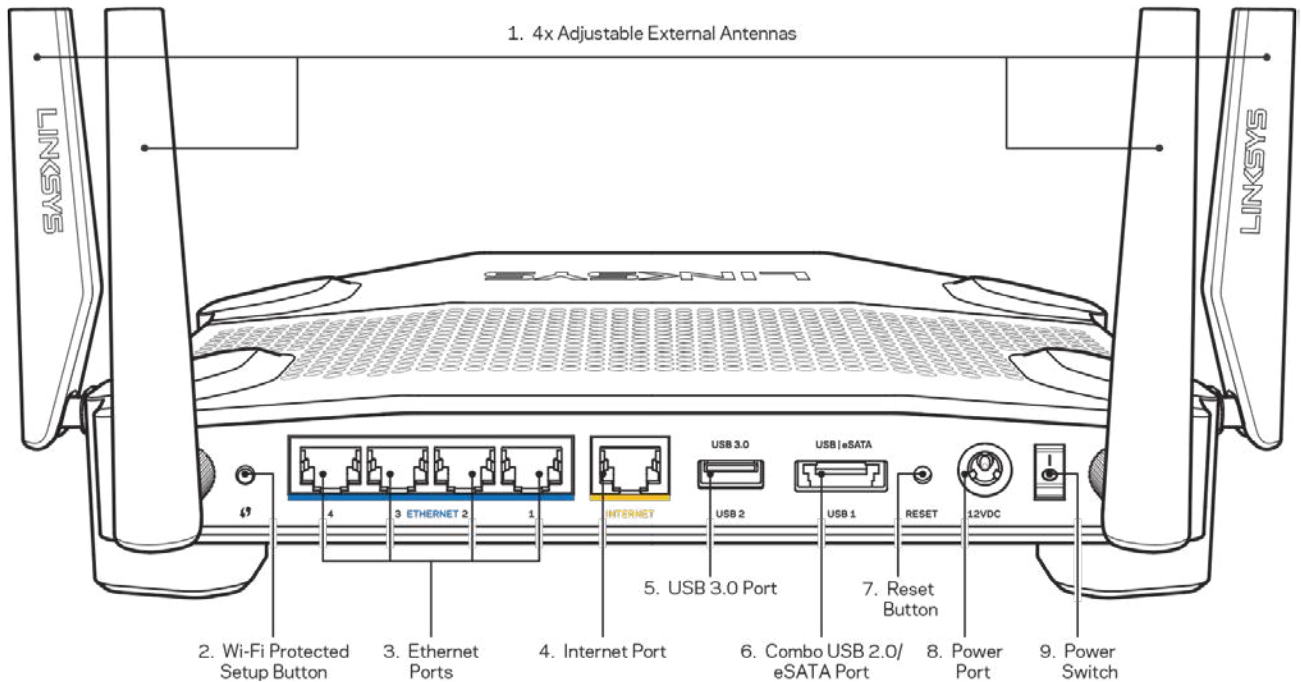 1. 4x Adjustable External Antennas
LINKSYS
LINKSYS
LINKSYS
USB 3.0
USB | eSATA
4
3
ETHERNET
2
1
INTERNET
USB 2
USB 1
RESET
12VDC
5. USB 3.0 Port
7. Reset
Button
2. Wi-Fi Protected
Setup Button
3. Ethernet
Ports
4. Internet Port
6. Combo USB 2.0/
eSATA Port
8. Power
Port
9. Power
Switch